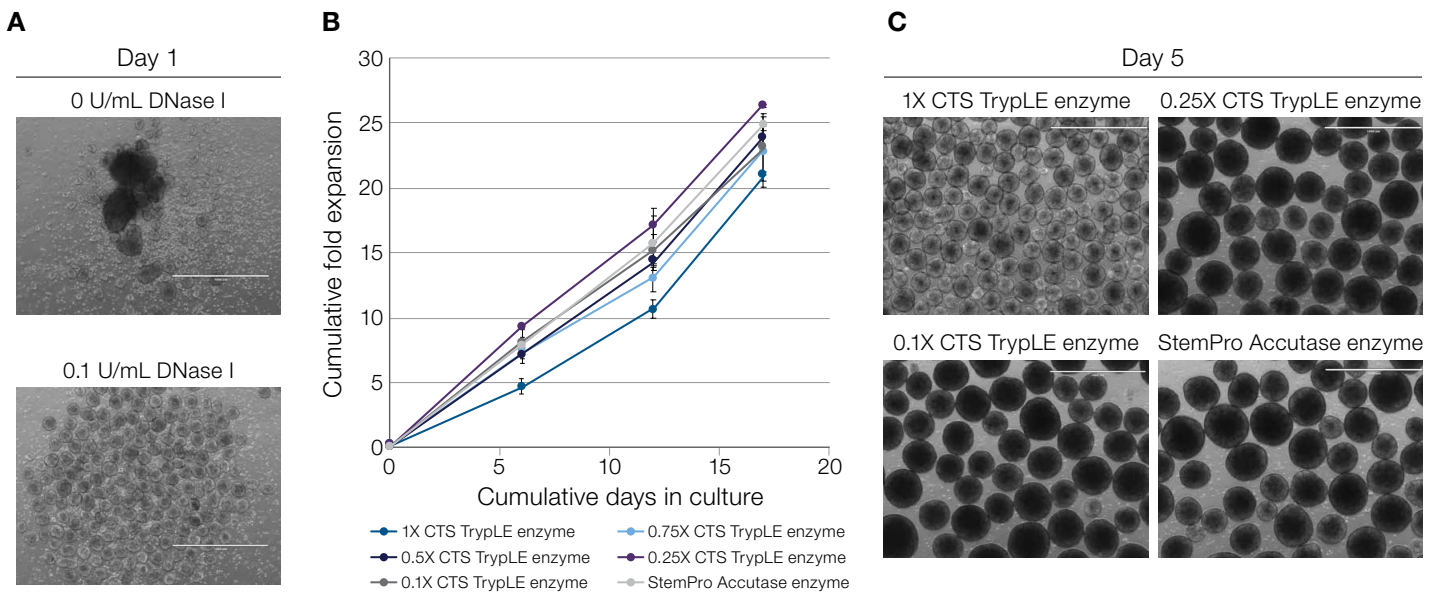 A
Day 1
0 U/mL DNase I
0.1 U/mL DNase I
B
Cumulative fold expansion
30
25
20
15
10
5
0
0 5 10 15 20
Cumulative days in culture
1X CTS TrypLE enzyme 0.75X CTS TrypLE enzyme
0.5X CTS TrypLE enzyme 0.25X CTS TrypLE enzyme
0.1X CTS TrypLE enzyme StemPro Accutase enzyme
C
Day 5
1X CTS TrypLE enzyme 0.25X CTS TrypLE enzyme
0.1X CTS TrypLE enzyme StemPro Accutase enzyme